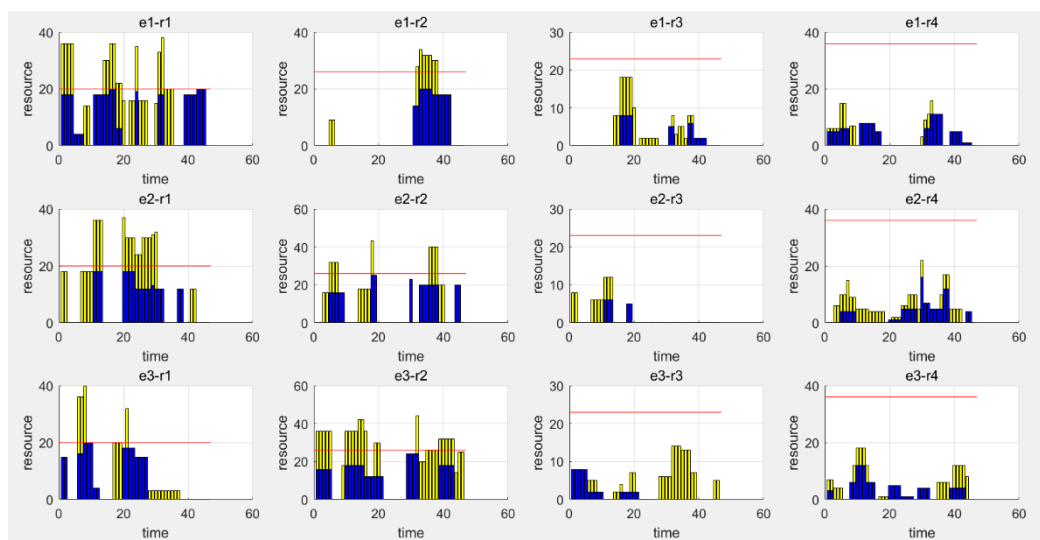 e1-r1 e1-r2 e1-r3 e1-r4
40 40 30 40
resource 20 resource 20 resource 20 resource 20
10
0 0 0 0
0 20 40 60 0 20 40 60 0 20 40 60 0 20 40 60
time time time time
e2-r1 e2-r2 e2-r3 e2-r4
40 60 30 40
resource 20 resource 40 resource 20 resource 20
20 10
0 0 0 0
0 20 40 60 0 20 40 60 0 20 40 60 0 20 40 60
time time time time
e3-r1 e3-r2 e3-r3 e3-r4
40 60 30 40
resource 20 resource 40 resource 20 resource 20
20 10
0 0 0 0
0 20 40 60 0 20 40 60 0 20 40 60 0 20 40 60
time time time time